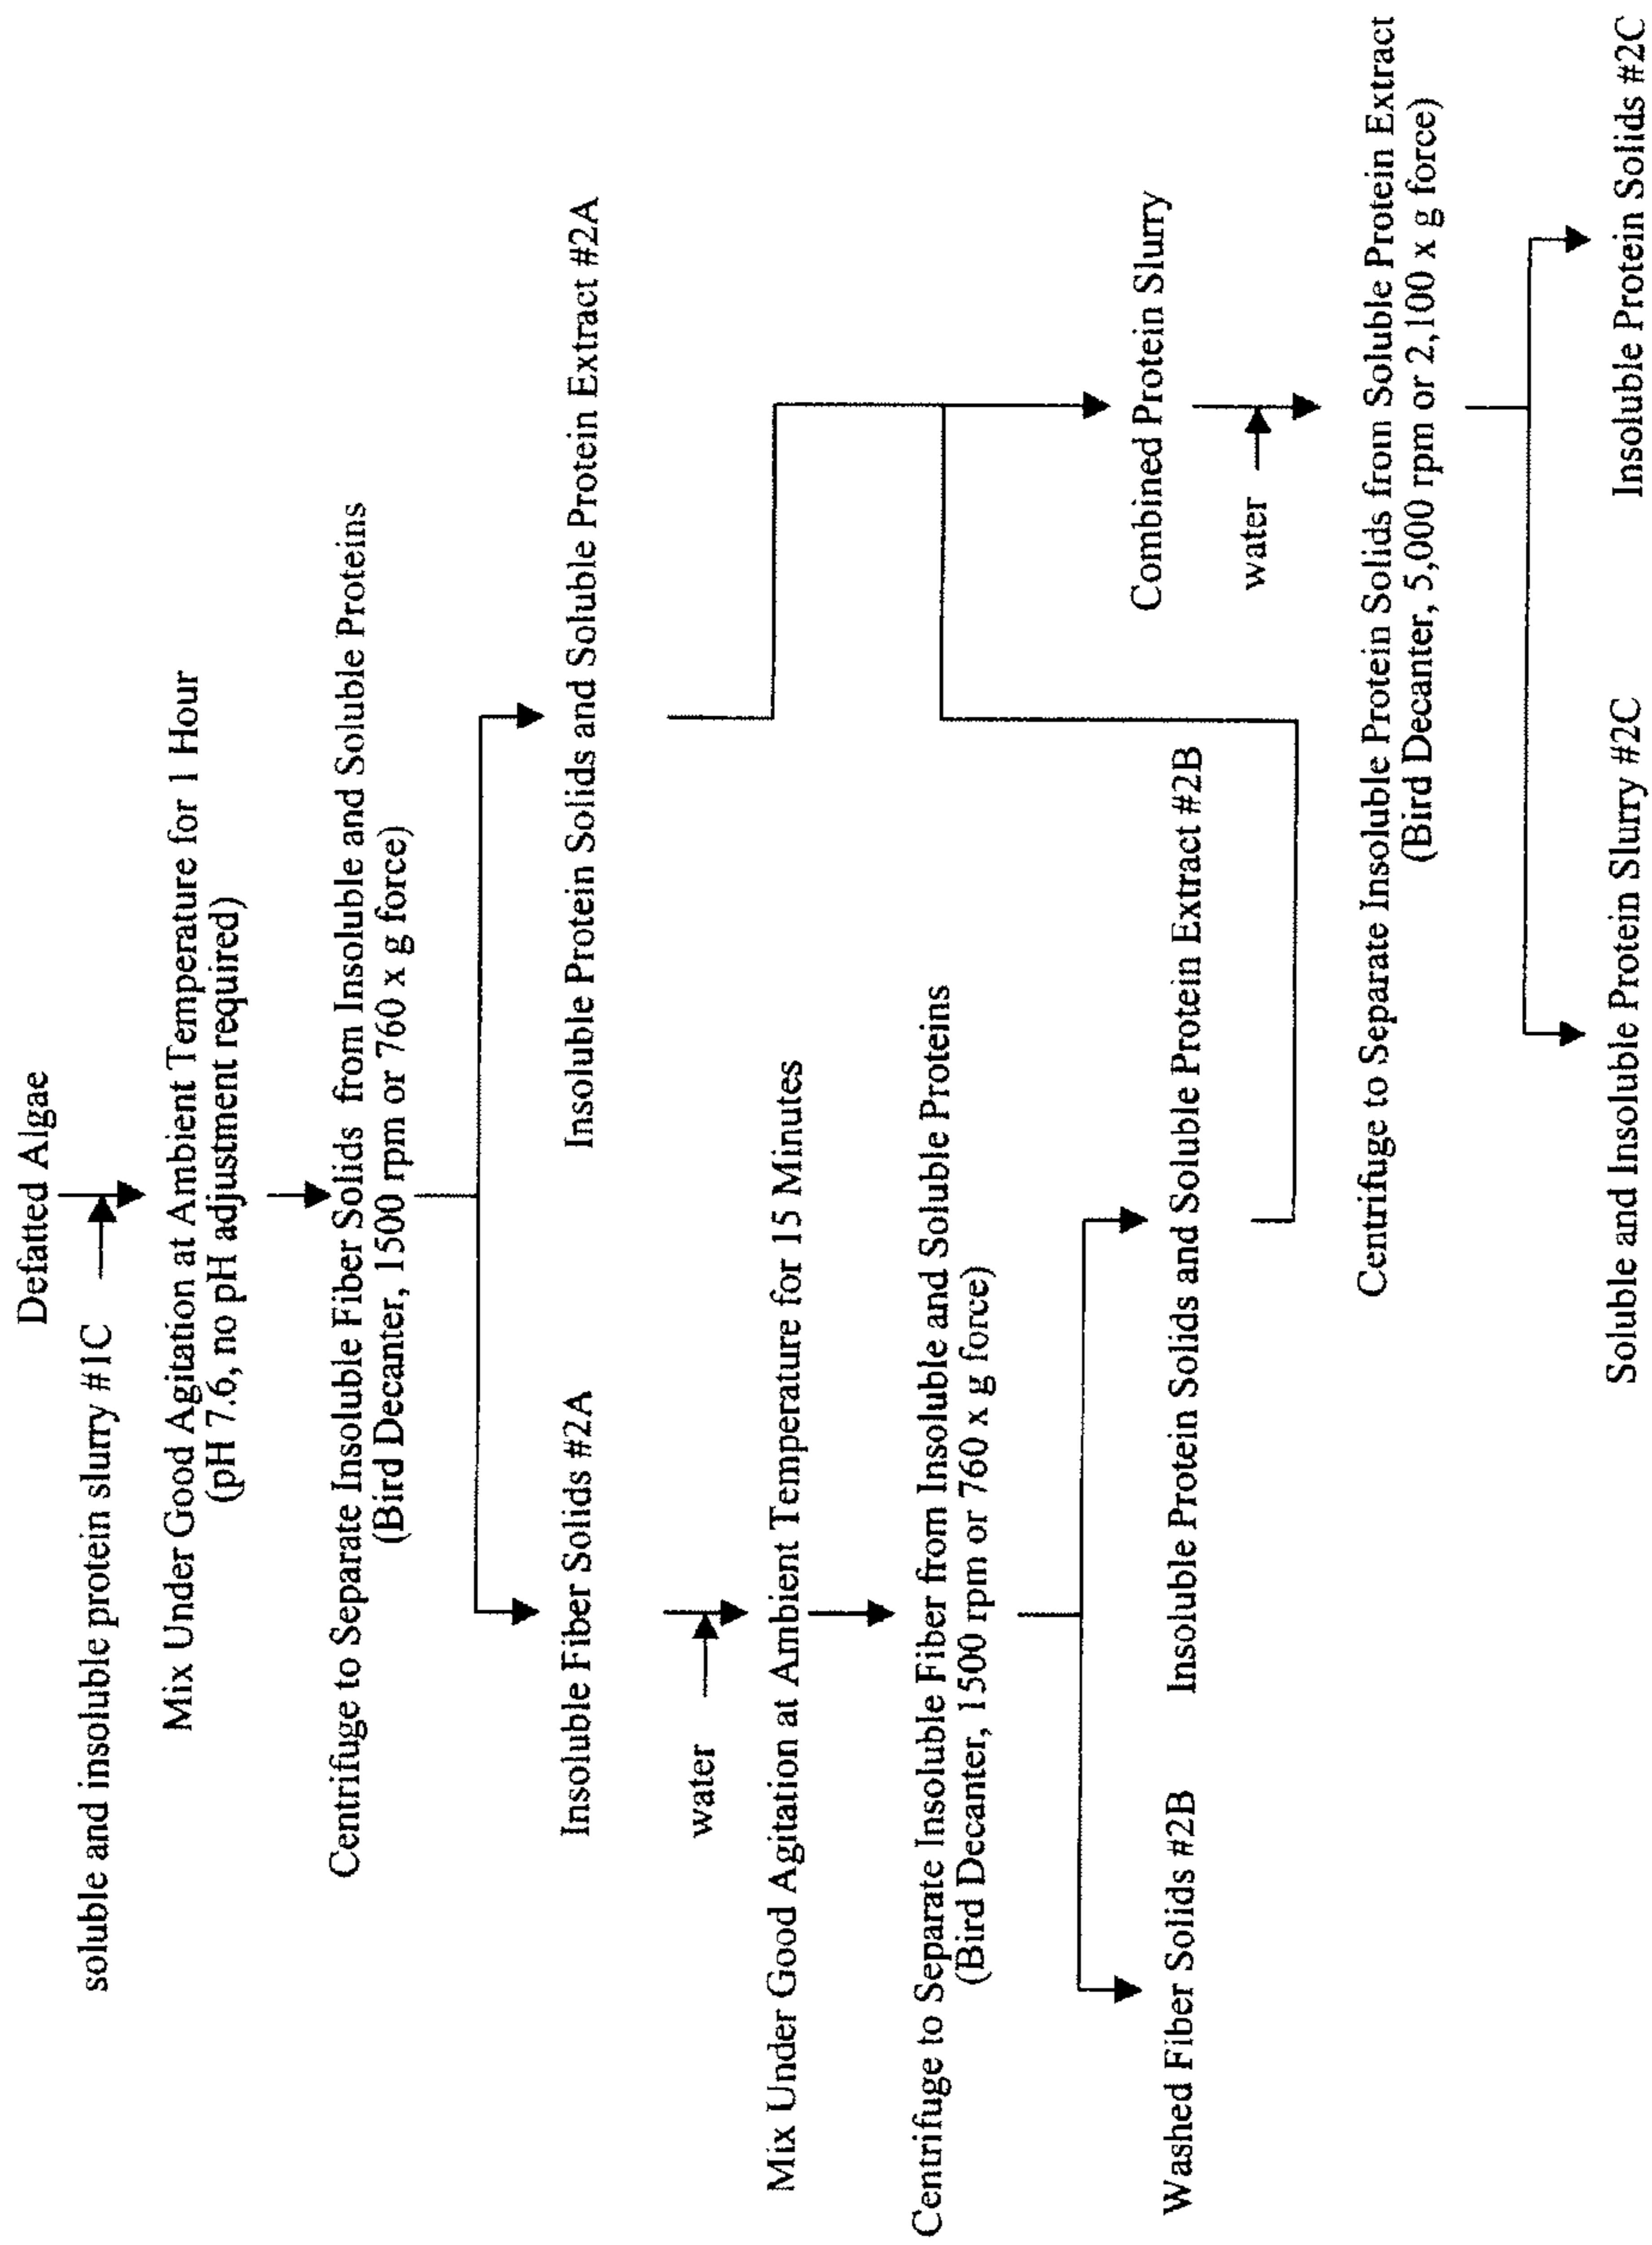 Defatted Algae
soluble and insoluble protein slurry #1C
Mix Under Good Agitation at Ambient Temperature for 1 Hour
(pH 7.6, no pH adjustment required)
Centrifuge to Separate Insoluble Fiber Solids from Insoluble and Soluble Proteins
(Bird Decanter, 1500 rpm or 760 x g force)
Insoluble Fiber Solids #2A
Insoluble Protein Solids and Soluble Protein Extract #2A
water
Mix Under Good Agitation at Ambient Temperature for 15 Minutes
Centrifuge to Separate Insoluble Fiber from Insoluble and Soluble Proteins
(Bird Decanter, 1500 rpm or 760 x g force)
Washed Fiber Solids #2B
Insoluble Protein Solids and Soluble Protein Extract #2B
Combined Protein Slurry
water
Centrifuge to Separate Insoluble Protein Solids from Soluble Protein Extract
(Bird Decanter, 5,000 rpm or 2,100 x g force)
Soluble and Insoluble Protein Slurry #2C
Insoluble Protein Solids #2C